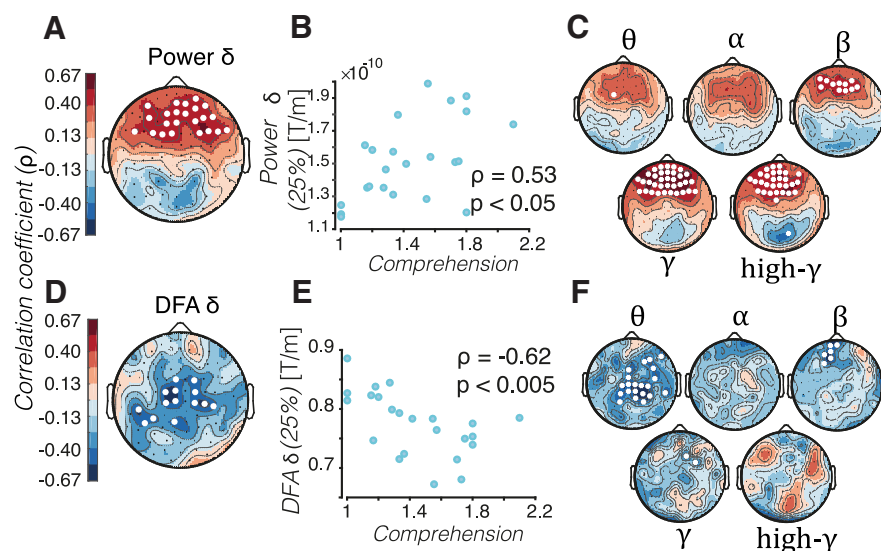 A
Power δ
0.67
0.40
0.13
-0.13
-0.40
-0.67
Correlation coefficient (ρ)
B
×10⁻¹⁰
1.9
1.7
1.5
1.3
1.1
Power δ
(25%) [T/m]
ρ = 0.53
p < 0.05
1
1.4
1.8
2.2
Comprehension
C
θ
α
β
γ
high-γ
D
DFA δ
0.67
0.40
0.13
-0.13
-0.40
-0.67
E
0.9
0.8
0.7
DFA δ (25%) [T/m]
ρ = -0.62
p < 0.005
1
1.4
1.8
2.2
Comprehension
F
θ
α
β
γ
high-γ